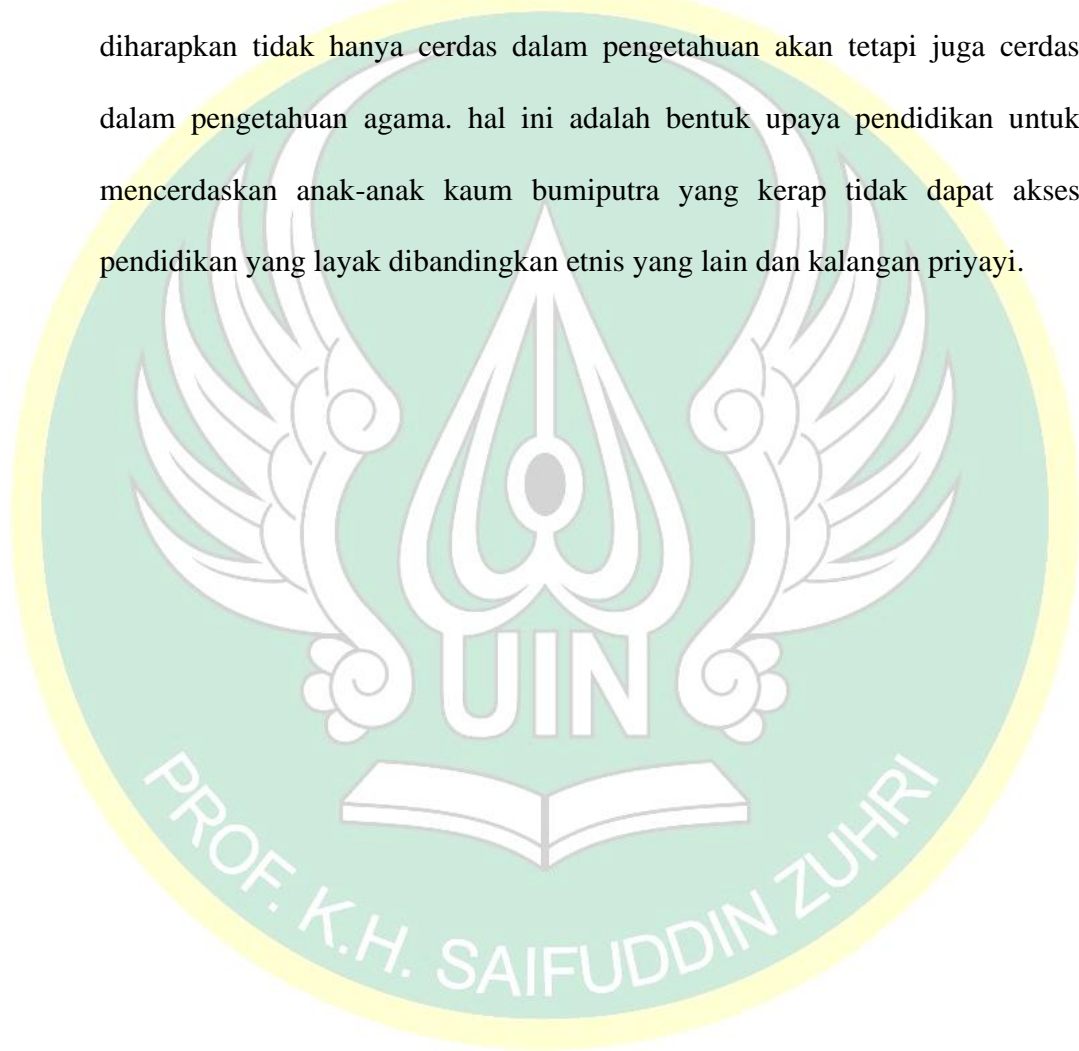 diharapkan tidak hanya cerdas dalam pengetahuan akan tetapi juga cerdas
dalam pengetahuan agama. hal ini adalah bentuk upaya pendidikan untuk
mencerdaskan anak-anak kaum bumiputra yang kerap tidak dapat akses
pendidikan yang layak dibandingkan etnis yang lain dan kalangan priyayi.
UIN
PROF. K.H. SAIFUDDIN ZUHRI